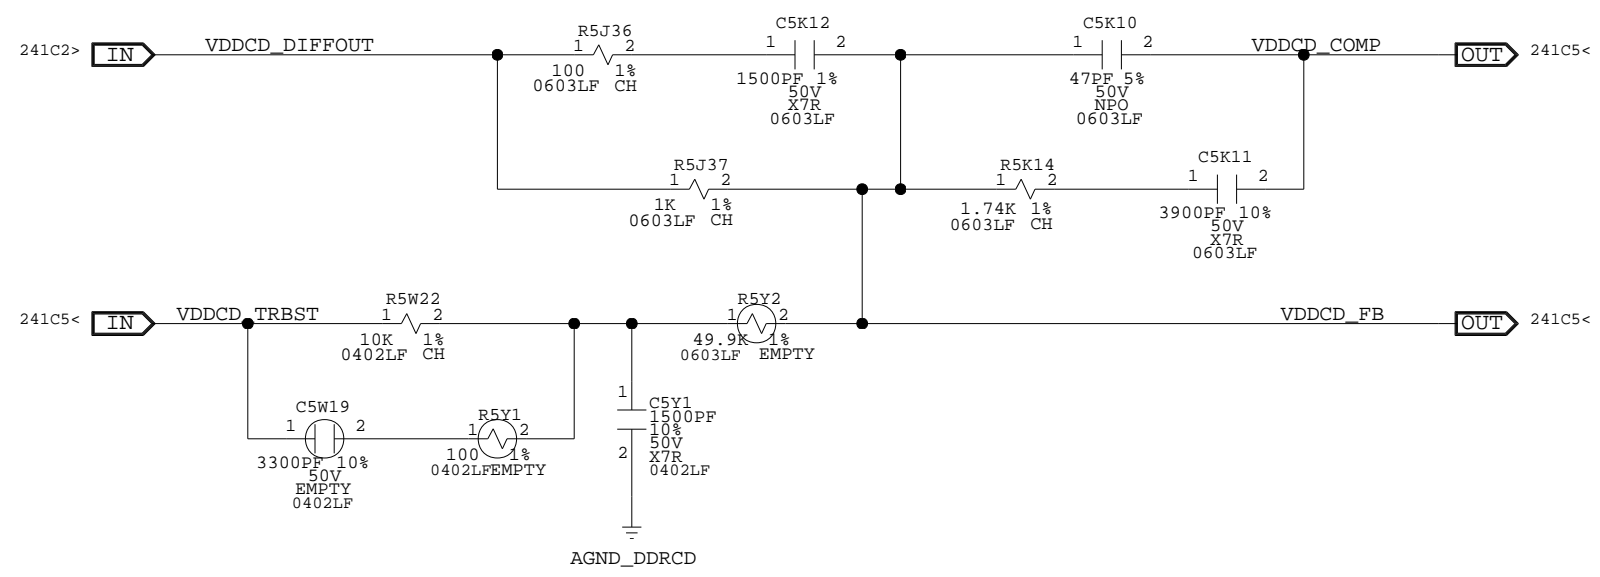 241C2>
IN
VDDCD_DIFFOUT
R5J36
1 2
100 1%
0603LF CH
C5K12
1 2
1500PF 1%
50V
X7R
0603LF
C5K10
1 2
47PF 5%
50V
NPO
0603LF
VDDCD_COMP
OUT
241C5<
R5J37
1 2
1K 1%
0603LF CH
R5K14
1 2
1.74K 1%
0603LF CH
C5K11
1 2
3900PF 10%
50V
X7R
0603LF
241C5<
IN
VDDCD_TRBST
R5W22
1 2
10K 1%
0402LF CH
R5Y2
1 2
49.9K 1%
0603LF EMPTY
VDDCD_FB
OUT
241C5<
C5W19
1 2
3300PF 10%
50V
EMPTY
0402LF
R5Y1
1 2
100 1%
0402LF EMPTY
1
C5Y1
1500PF
10%
50V
2
X7R
0402LF
AGND_DDRCD